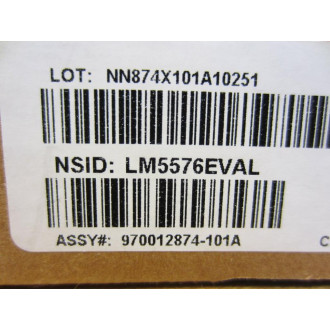 LOT: NN874X101A10251
NSID: LM5576EVAL
ASSY#: 970012874-101A